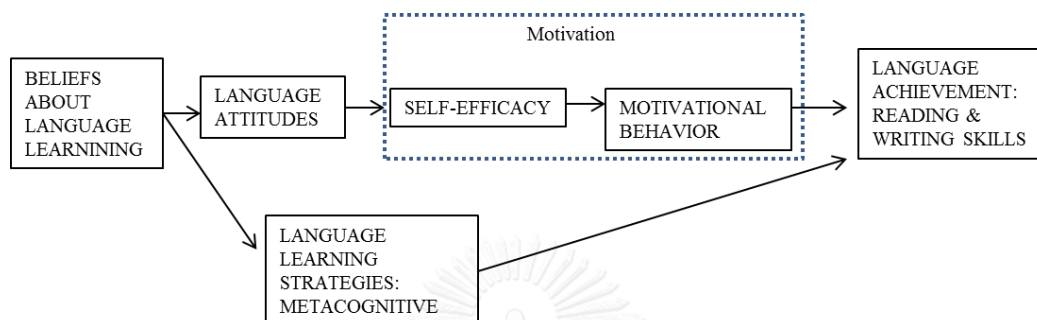 Motivation
BELIEFS
ABOUT
LANGUAGE
LEARNINING
LANGUAGE
ATTITUDES
SELF-EFFICACY
MOTIVATIONAL
BEHAVIOR
LANGUAGE
ACHIEVEMENT:
READING &
WRITING SKILLS
LANGUAGE
LEARNING
STRATEGIES:
METACOGNITIVE